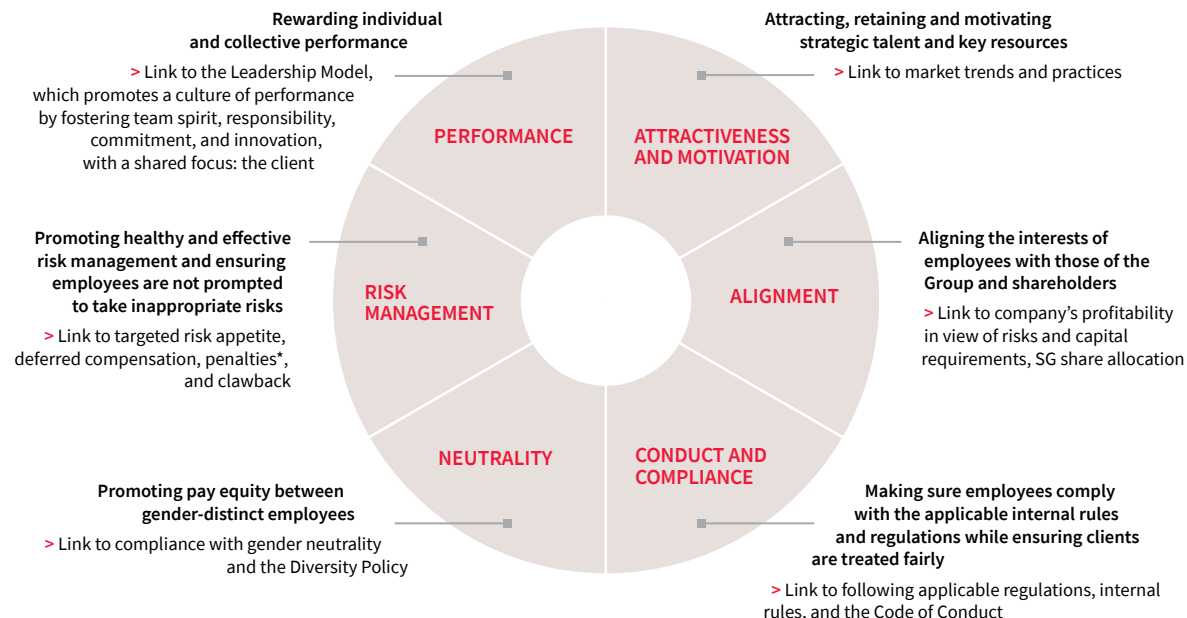 Rewarding individual
and collective performance
> Link to the Leadership Model,
which promotes a culture of performance
by fostering team spirit, responsibility,
commitment, and innovation,
with a shared focus: the client
PERFORMANCE
Attracting, retaining and motivating
strategic talent and key resources
> Link to market trends and practices
ATTRACTIVENESS
AND MOTIVATION
Promoting healthy and effective
risk management and ensuring
employees are not prompted
to take inappropriate risks
> Link to targeted risk appetite,
deferred compensation, penalties*,
and clawback
RISK
MANAGEMENT
ALIGNMENT
Aligning the interests of
employees with those of the
Group and shareholders
> Link to company’s profitability
in view of risks and capital
requirements, SG share allocation
NEUTRALITY
Promoting pay equity between
gender-distinct employees
> Link to compliance with gender neutrality
and the Diversity Policy
CONDUCT AND
COMPLIANCE
Making sure employees comply
with the applicable internal rules
and regulations while ensuring clients
are treated fairly
> Link to following applicable regulations, internal
rules, and the Code of Conduct